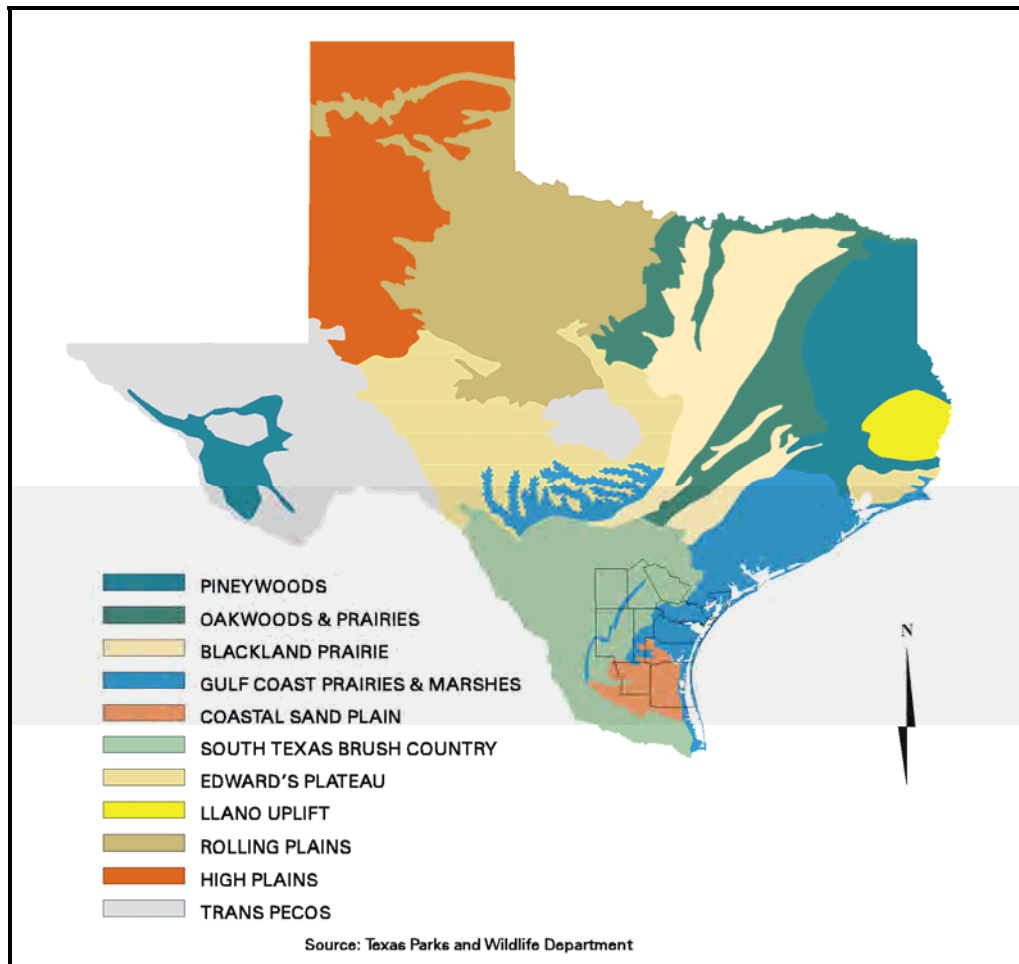 PINEYWOODS
OAKWOODS & PRAIRIES
BLACKLAND PRAIRIE
GULF COAST PRAIRIES & MARSHES
COASTAL SAND PLAIN
SOUTH TEXAS BRUSH COUNTRY
EDWARD'S PLATEAU
LLANO UPLIFT
ROLLING PLAINS
HIGH PLAINS
TRANS PECOS
N
Source: Texas Parks and Wildlife Department